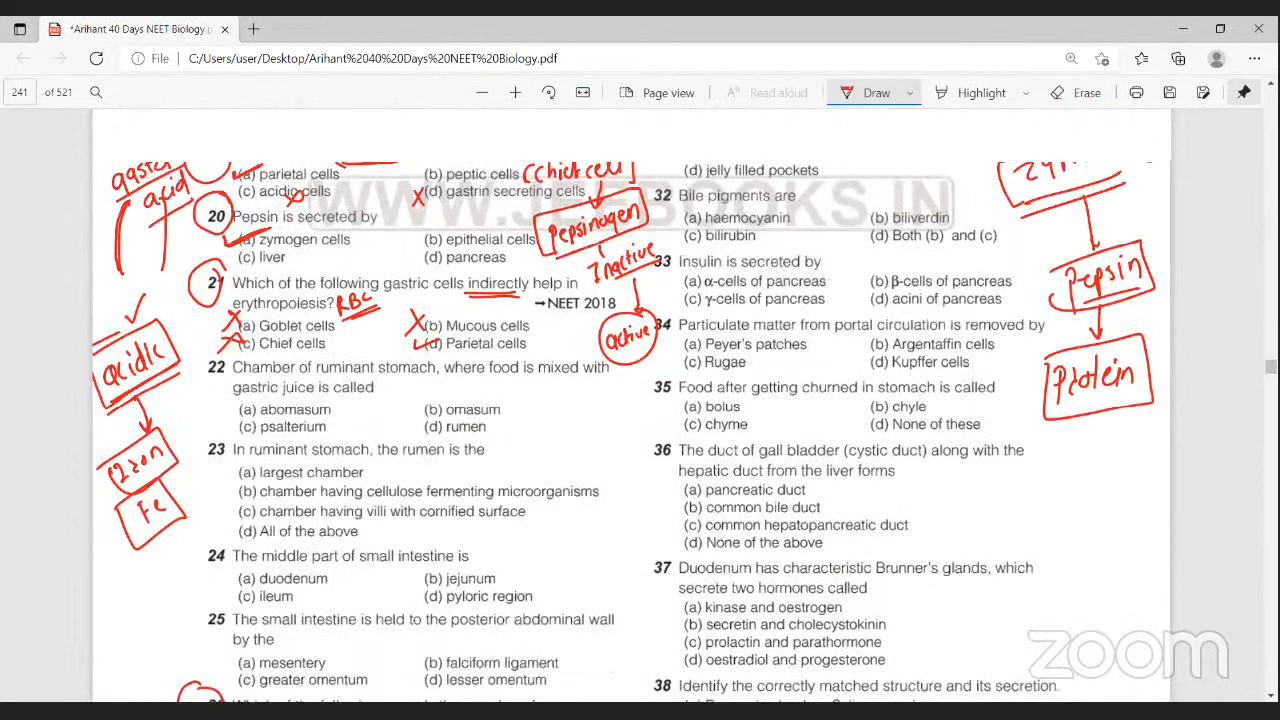 *Arihant 40 Days NEET Biology.p
File
C:/Users/user/Desktop/Arihant%2040%20Days%20NEET%20Biology.pdf
241 of 521
Page view
Read aloud
Draw
Highlight
Erase
WWW.JEEBOOKS.IN
acid
(a) parietal cells (b) peptic cells (Chief cell)
(c) acidic cells (d) gastrin secreting cells
20 Pepsin is secreted by
(a) zymogen cells (b) epithelial cells
(c) liver (d) pancreas
Pepsinogen
Inactive
active
21 Which of the following gastric cells indirectly help in
erythropoiesis? RBC → NEET 2018
(a) Goblet cells (b) Mucous cells
(c) Chief cells (d) Parietal cells
acidic
Iron
Fe
22 Chamber of ruminant stomach, where food is mixed with
gastric juice is called
(a) abomasum (b) omasum
(c) psalterium (d) rumen
23 In ruminant stomach, the rumen is the
(a) largest chamber
(b) chamber having cellulose fermenting microorganisms
(c) chamber having villi with cornified surface
(d) All of the above
24 The middle part of small intestine is
(a) duodenum (b) jejunum
(c) ileum (d) pyloric region
25 The small intestine is held to the posterior abdominal wall
by the
(a) mesentery (b) falciform ligament
(c) greater omentum (d) lesser omentum
(d) jelly filled pockets
32 Bile pigments are
(a) haemocyanin (b) biliverdin
(c) bilirubin (d) Both (b) and (c)
33 Insulin is secreted by
(a) α-cells of pancreas (b) β-cells of pancreas
(c) γ-cells of pancreas (d) acini of pancreas
34 Particulate matter from portal circulation is removed by
(a) Peyer's patches (b) Argentaffin cells
(c) Rugae (d) Kupffer cells
35 Food after getting churned in stomach is called
(a) bolus (b) chyle
(c) chyme (d) None of these
36 The duct of gall bladder (cystic duct) along with the
hepatic duct from the liver forms
(a) pancreatic duct
(b) common bile duct
(c) common hepatopancreatic duct
(d) None of the above
37 Duodenum has characteristic Brunner's glands, which
secrete two hormones called
(a) kinase and oestrogen
(b) secretin and cholecystokinin
(c) prolactin and parathormone
(d) oestradiol and progesterone
38 Identify the correctly matched structure and its secretion.
Pepsin
Protein
zoom